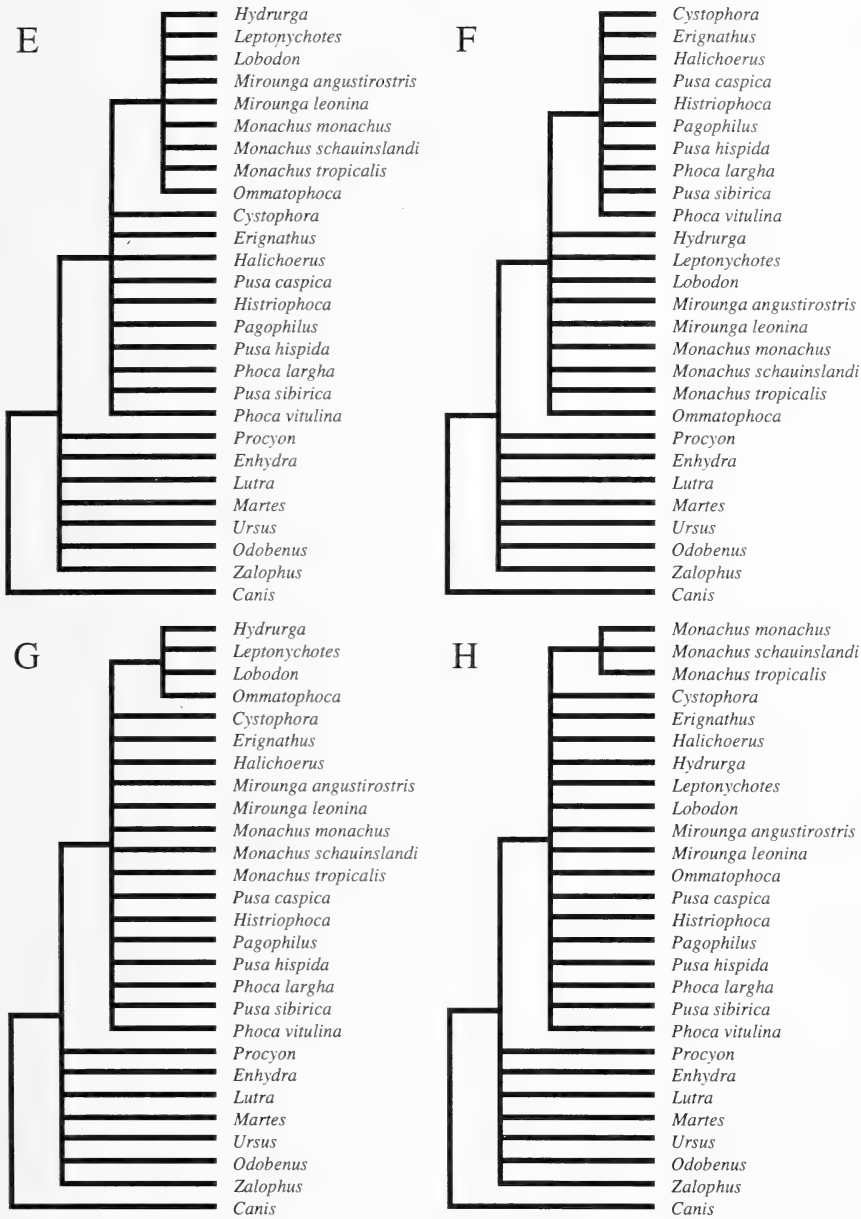 E
Hydrurga
Leptonychotes
Lobodon
Mirounga angustirostris
Mirounga leonina
Monachus monachus
Monachus schauinslandi
Monachus tropicalis
Ommatophoca
Cystophora
Erignathus
Halichoerus
Pusa caspica
Histriophoca
Pagophilus
Pusa hispida
Phoca largha
Pusa sibirica
Phoca vitulina
Procyon
Enhydra
Lutra
Martes
Ursus
Odobenus
Zalophus
Canis
F
Cystophora
Erignathus
Halichoerus
Pusa caspica
Histriophoca
Pagophilus
Pusa hispida
Phoca largha
Pusa sibirica
Phoca vitulina
Hydrurga
Leptonychotes
Lobodon
Mirounga angustirostris
Mirounga leonina
Monachus monachus
Monachus schauinslandi
Monachus tropicalis
Ommatophoca
Procyon
Enhydra
Lutra
Martes
Ursus
Odobenus
Zalophus
Canis
G
Hydrurga
Leptonychotes
Lobodon
Ommatophoca
Cystophora
Erignathus
Halichoerus
Mirounga angustirostris
Mirounga leonina
Monachus monachus
Monachus schauinslandi
Monachus tropicalis
Pusa caspica
Histriophoca
Pagophilus
Pusa hispida
Phoca largha
Pusa sibirica
Phoca vitulina
Procyon
Enhydra
Lutra
Martes
Ursus
Odobenus
Zalophus
Canis
H
Monachus monachus
Monachus schauinslandi
Monachus tropicalis
Cystophora
Erignathus
Halichoerus
Hydrurga
Leptonychotes
Lobodon
Mirounga angustirostris
Mirounga leonina
Ommatophoca
Pusa caspica
Histriophoca
Pagophilus
Pusa hispida
Phoca largha
Pusa sibirica
Phoca vitulina
Procyon
Enhydra
Lutra
Martes
Ursus
Odobenus
Zalophus
Canis